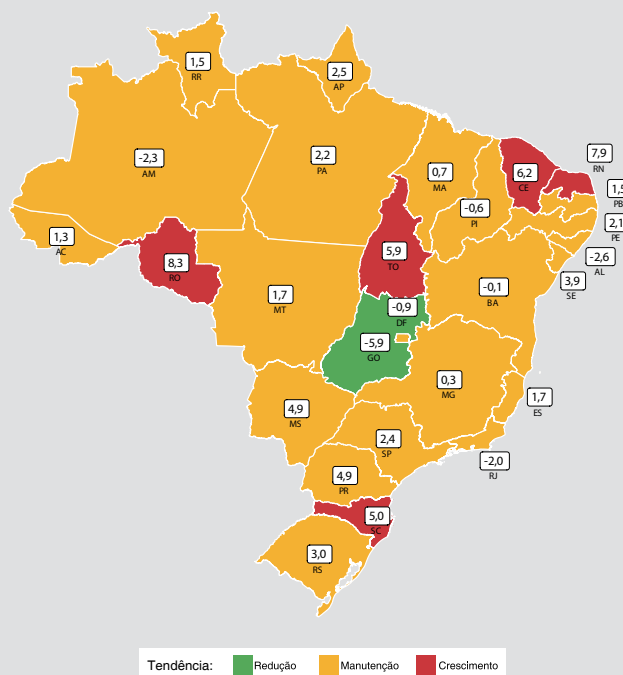 1,5
RR
2,5
AP
-2,3
AM
2,2
PA
0,7
MA
6,2
CE
7,9
RN
1,5
PB
-0,6
PI
2,1
PE
1,3
AC
8,3
RO
5,9
TO
-2,6
AL
3,9
SE
-0,1
BA
1,7
MT
-0,9
DF
-5,9
GO
0,3
MG
1,7
ES
4,9
MS
2,4
SP
-2,0
RJ
4,9
PR
5,0
SC
3,0
RS
Tendência: Redução Manutenção Crescimento